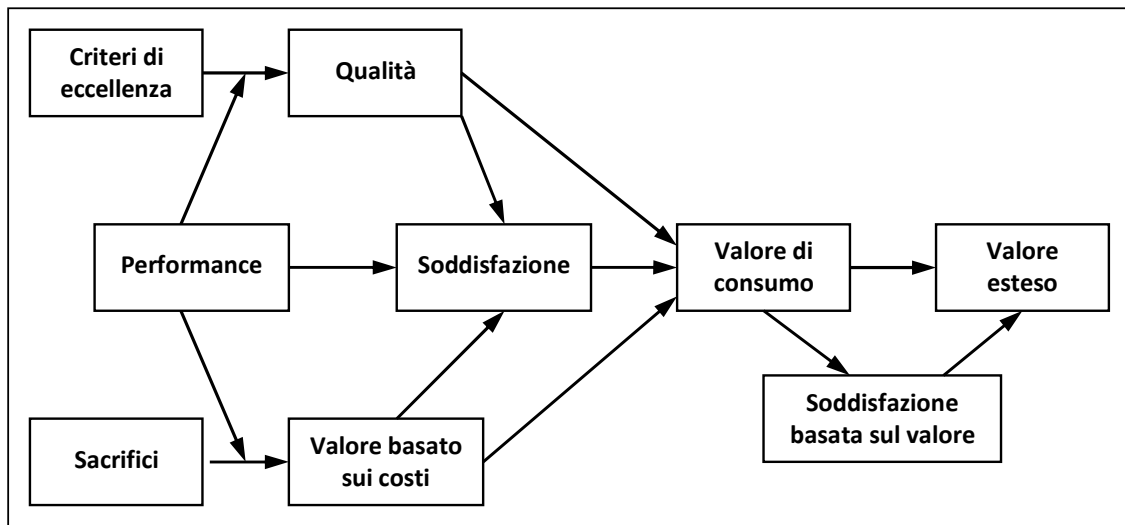 Criteri di
eccellenza
Qualità
Performance
Soddisfazione
Valore di
consumo
Valore
esteso
Soddisfazione
basata sul valore
Sacrifici
Valore basato
sui costi